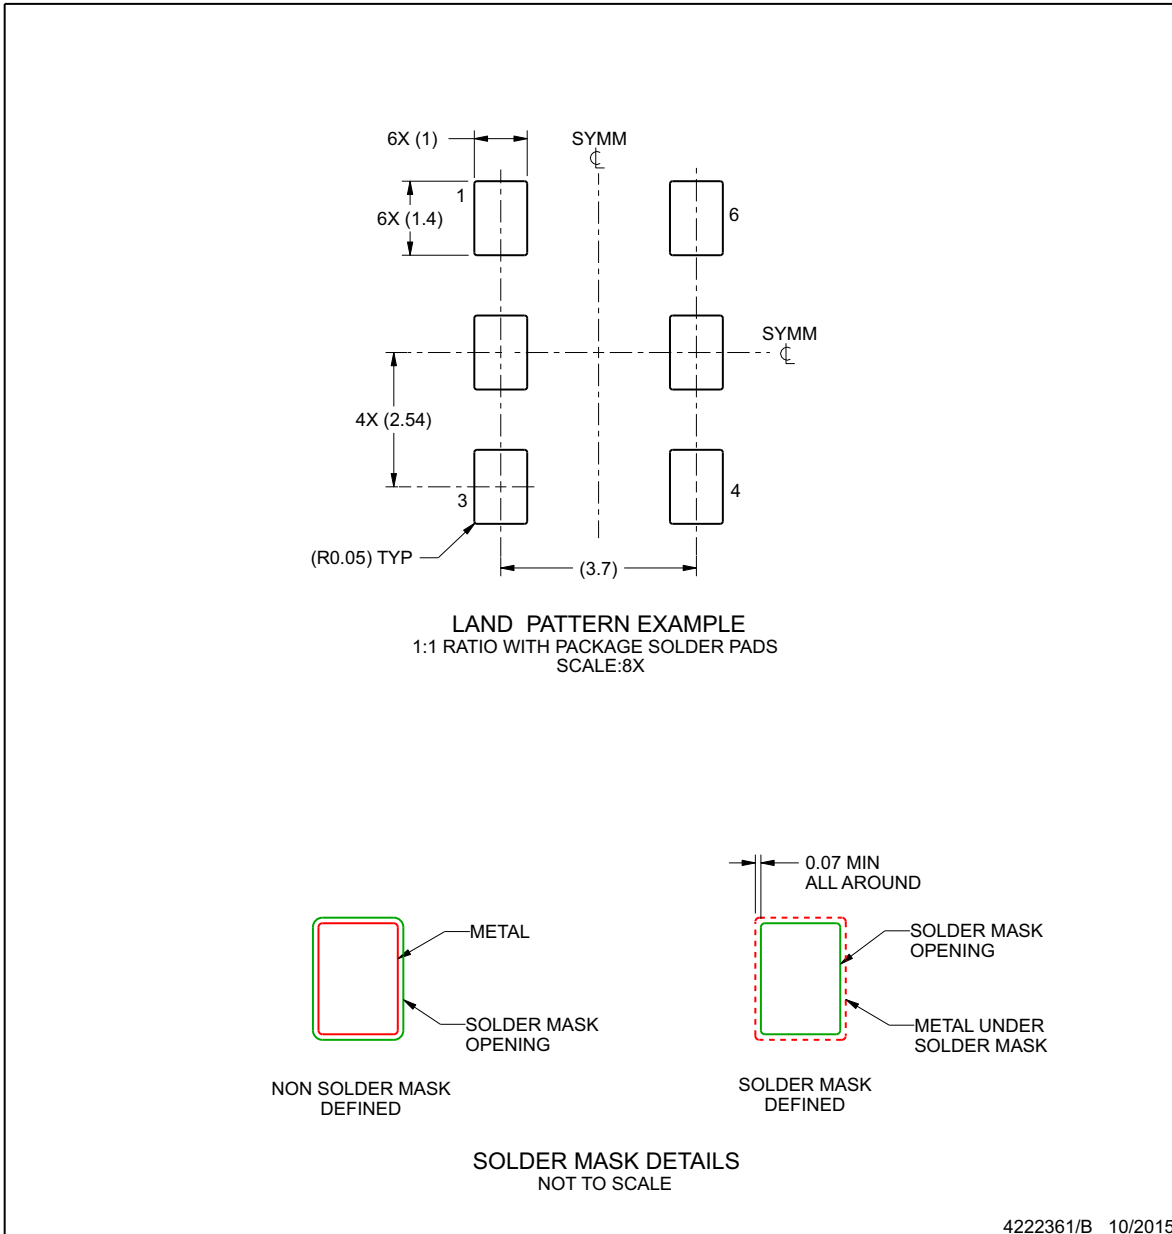 6X (1)
SYMM
1
6X (1.4)
6
SYMM
4X (2.54)
3
4
(R0.05) TYP
(3.7)
LAND PATTERN EXAMPLE
1:1 RATIO WITH PACKAGE SOLDER PADS
SCALE:8X
0.07 MIN
ALL AROUND
METAL
SOLDER MASK
OPENING
SOLDER MASK
OPENING
METAL UNDER
SOLDER MASK
NON SOLDER MASK
DEFINED
SOLDER MASK
DEFINED
SOLDER MASK DETAILS
NOT TO SCALE
4222361/B 10/2015